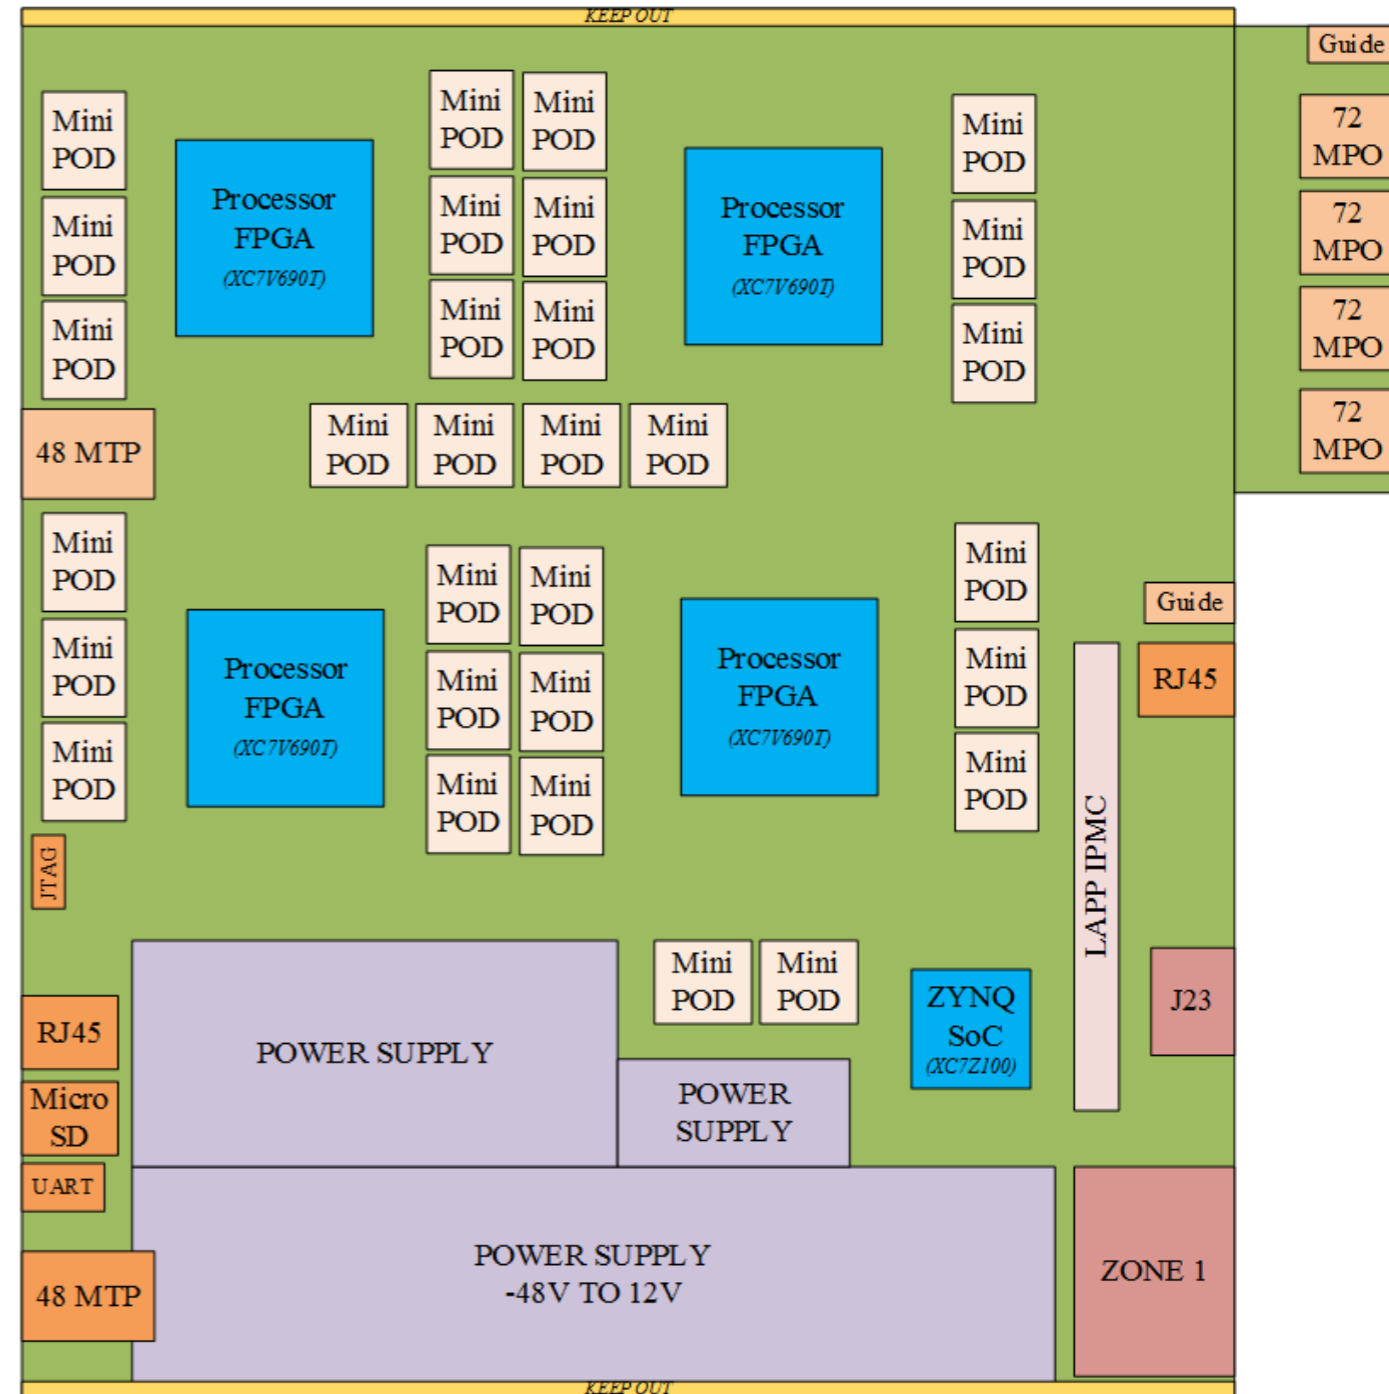 KEEP OUT
Guide
Mini
POD
Mini
POD
Mini
POD
Processor
FPGA
(XC7V690T)
Mini
POD
Mini
POD
Mini
POD
Mini
POD
Mini
POD
Mini
POD
Processor
FPGA
(XC7V690T)
Mini
POD
Mini
POD
Mini
POD
72
MPO
72
MPO
72
MPO
72
MPO
48 MTP
Mini
POD
Mini
POD
Mini
POD
Mini
POD
Mini
POD
Mini
POD
Mini
POD
Processor
FPGA
(XC7V690T)
Mini
POD
Mini
POD
Mini
POD
Mini
POD
Mini
POD
Mini
POD
Processor
FPGA
(XC7V690T)
Mini
POD
Mini
POD
Mini
POD
Guide
RJ45
LAPP IPMC
JTAG
POWER SUPPLY
Mini
POD
Mini
POD
ZYNQ
SoC
(XC7Z100)
J23
RJ45
Micro
SD
UART
POWER
SUPPLY
48 MTP
POWER SUPPLY
-48V TO 12V
ZONE 1
KEEP OUT